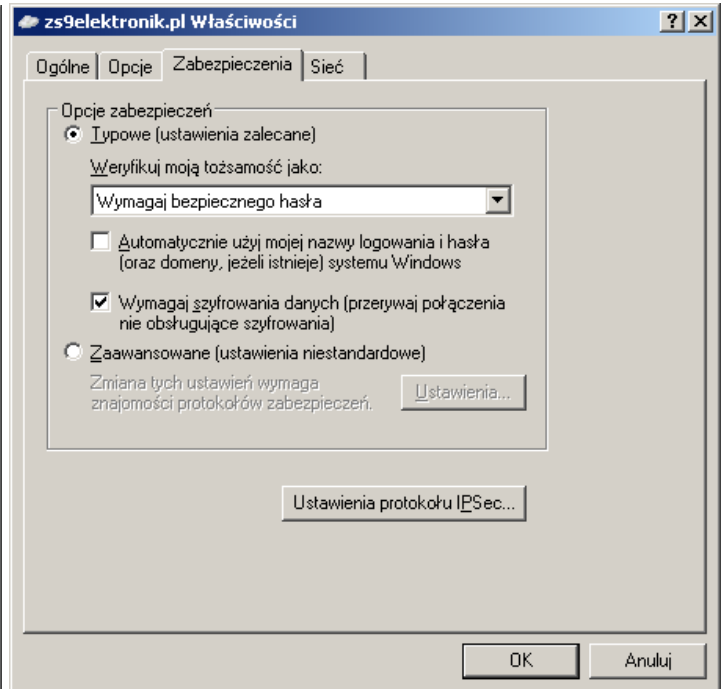 zs9elektronik.pl Właściwości
Ogólne Opcje Zabezpieczenia Sieć
Opcje zabezpieczeń
Typowe (ustawienia zalecane)
Weryfikuj moją tożsamość jako:
Wymagaj bezpiecznego hasła
Automatycznie użyj mojej nazwy logowania i hasła
(oraz domeny, jeżeli istnieje) systemu Windows
Wymagaj szyfrowania danych (przerywaj połączenia
nie obsługujące szyfrowania)
Zaawansowane (ustawienia niestandardowe)
Zmiana tych ustawień wymaga
znajomości protokołów zabezpieczeń.
Ustawienia...
Ustawienia protokołu IPSec...
OK Anuluj